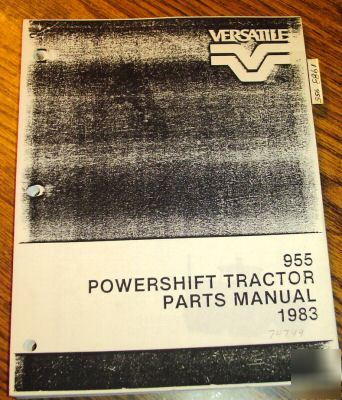 VERSATILE
955
POWERSHIFT TRACTOR
PARTS MANUAL
1983